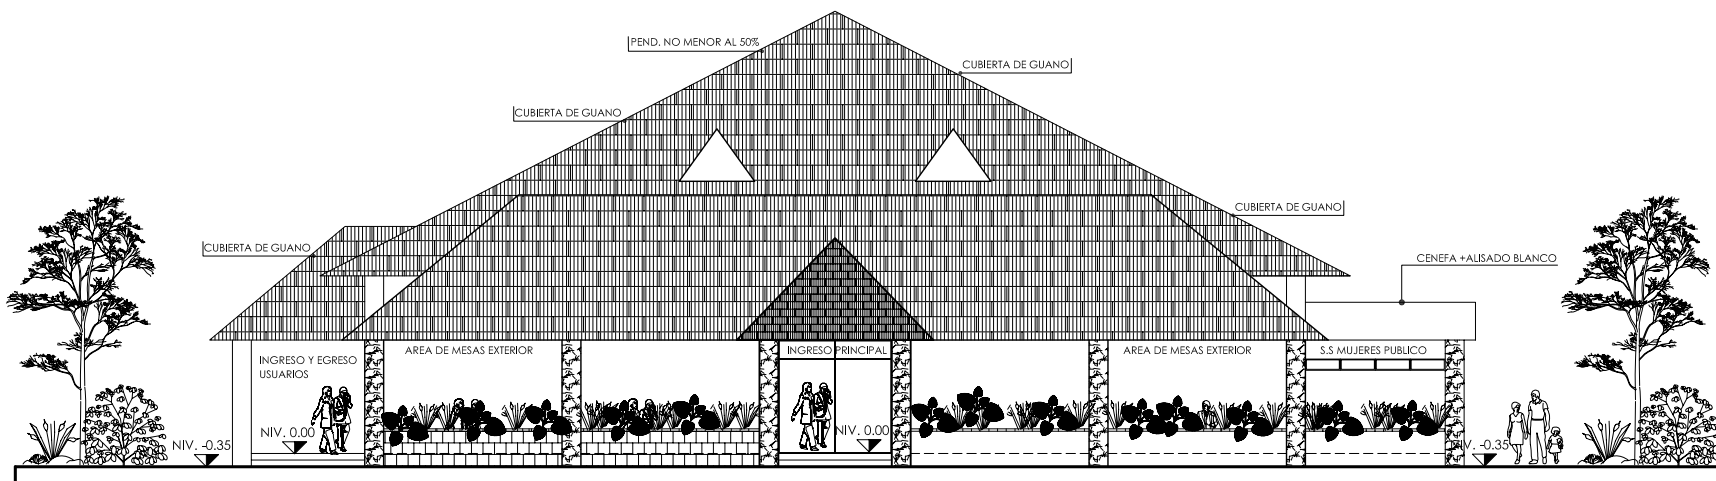 PEND. NO MENOR AL 50%
CUBIERTA DE GUANO
CUBIERTA DE GUANO
CUBIERTA DE GUANO
CUBIERTA DE GUANO
CENEFA +ALISADO BLANCO
INGRESO Y EGRESO
USUARIOS
AREA DE MESAS EXTERIOR
INGRESO PRINCIPAL
AREA DE MESAS EXTERIOR
S.S MUJERES PUBLICO
NIV. -0.35
NIV. 0.00
NIV. 0.00
NIV. -0.35